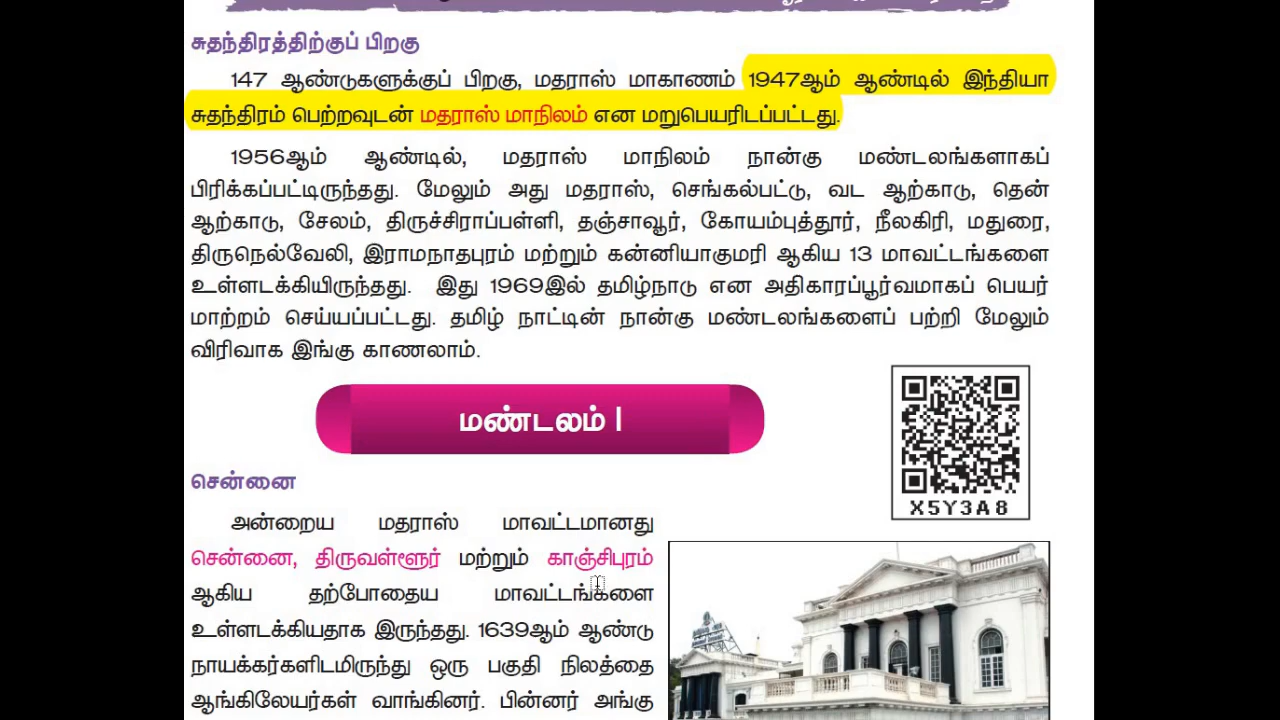 சுதந்திரத்திற்குப் பிறகு
147 ஆண்டுகளுக்குப் பிறகு, மதராஸ் மாகாணம் 1947ஆம் ஆண்டில் இந்தியா
சுதந்திரம் பெற்றவுடன் மதராஸ் மாநிலம் என மறுபெயரிடப்பட்டது.
1956ஆம் ஆண்டில், மதராஸ் மாநிலம் நான்கு மண்டலங்களாகப்
பிரிக்கப்பட்டிருந்தது. மேலும் அது மதராஸ், செங்கல்பட்டு, வட ஆற்காடு, தென்
ஆற்காடு, சேலம், திருச்சிராப்பள்ளி, தஞ்சாவூர், கோயம்புத்தூர், நீலகிரி, மதுரை,
திருநெல்வேலி, இராமநாதபுரம் மற்றும் கன்னியாகுமரி ஆகிய 13 மாவட்டங்களை
உள்ளடக்கியிருந்தது. இது 1969இல் தமிழ்நாடு என அதிகாரப்பூர்வமாகப் பெயர்
மாற்றம் செய்யப்பட்டது. தமிழ் நாட்டின் நான்கு மண்டலங்களைப் பற்றி மேலும்
விரிவாக இங்கு காணலாம்.
மண்டலம் I
X5Y3A8
சென்னை
அன்றைய மதராஸ் மாவட்டமானது
சென்னை, திருவள்ளூர் மற்றும் காஞ்சிபுரம்
ஆகிய தற்போதைய மாவட்டங்களை
உள்ளடக்கியதாக இருந்தது. 1639ஆம் ஆண்டு
நாயக்கர்களிடமிருந்து ஒரு பகுதி நிலத்தை
ஆங்கிலேயர்கள் வாங்கினர். பின்னர் அங்கு